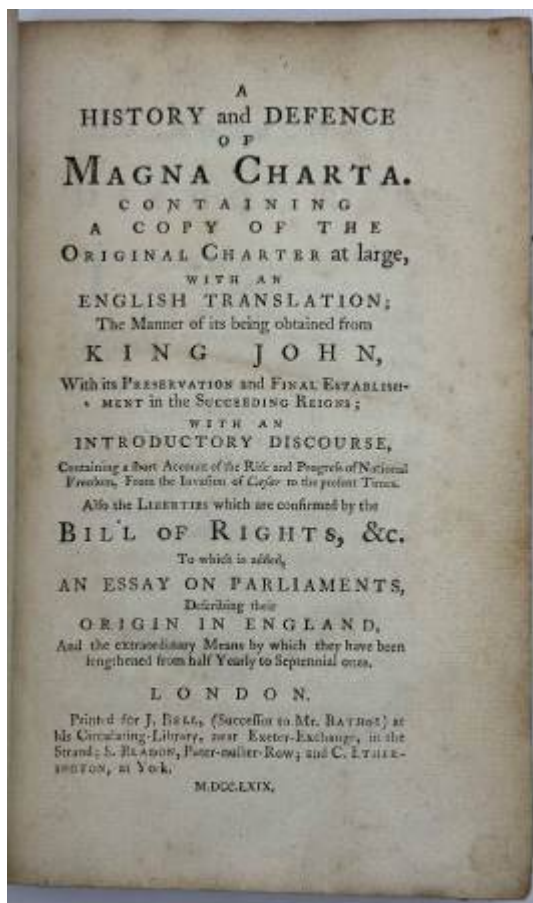 A
HISTORY and DEFENCE
OF
MAGNA CHARTA.
CONTAINING
A COPY OF THE
ORIGINAL CHARTER at large,
WITH AN
ENGLISH TRANSLATION;
The Manner of its being obtained from
KING JOHN,
With its PRESERVATION and FINAL ESTABLISH-
MENT in the SUCCEEDING REIGNS;
WITH AN
INTRODUCTORY DISCOURSE,
Containing a ſhort Account of the Riſe and Progreſs of National
Freedom, From the Invaſion of Cæſar to the preſent Times.
Alſo the LIBERTIES which are confirmed by the
BILL OF RIGHTS, &c.
To which is added,
AN ESSAY ON PARLIAMENTS,
Deſcribing their
ORIGIN IN ENGLAND,
And the extraordinary Means by which they have been
lengthened from half Yearly to Septennial ones.
LONDON.
Printed for J. BELL, (Succeſſor to Mr. BATHOE) at
his Circulating-Library, near Exeter-Exchange, in the
Strand; S. BLADON, Pater-noſter-Row; and C. ETHER-
INGTON, at York.
M.DCC.LXIX.